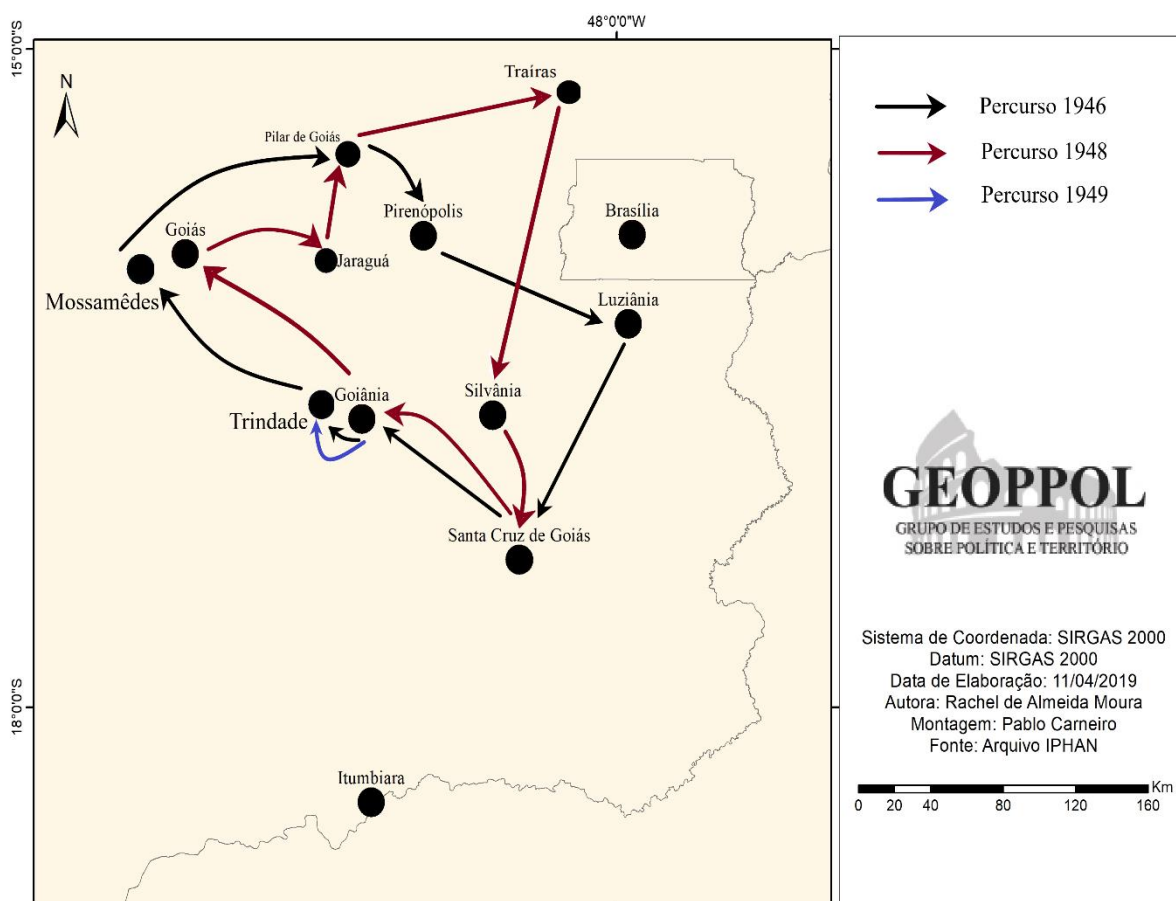 48°0'0"W
15°0'0"S
N
Traíras
Pilar de Goiás
Pirenópolis
Brasília
Goiás
Jaraguá
Mossamêdes
Luziânia
Goiânia
Silvânia
Trindade
Santa Cruz de Goiás
18°0'0"S
Itumbiara
Percurso 1946
Percurso 1948
Percurso 1949
GEOPPOL
GRUPO DE ESTUDOS E PESQUISAS
SOBRE POLÍTICA E TERRITÓRIO
Sistema de Coordenada: SIRGAS 2000
Datum: SIRGAS 2000
Data de Elaboração: 11/04/2019
Autora: Rachel de Almeida Moura
Montagem: Pablo Carneiro
Fonte: Arquivo IPHAN
Km
0 20 40 80 120 160